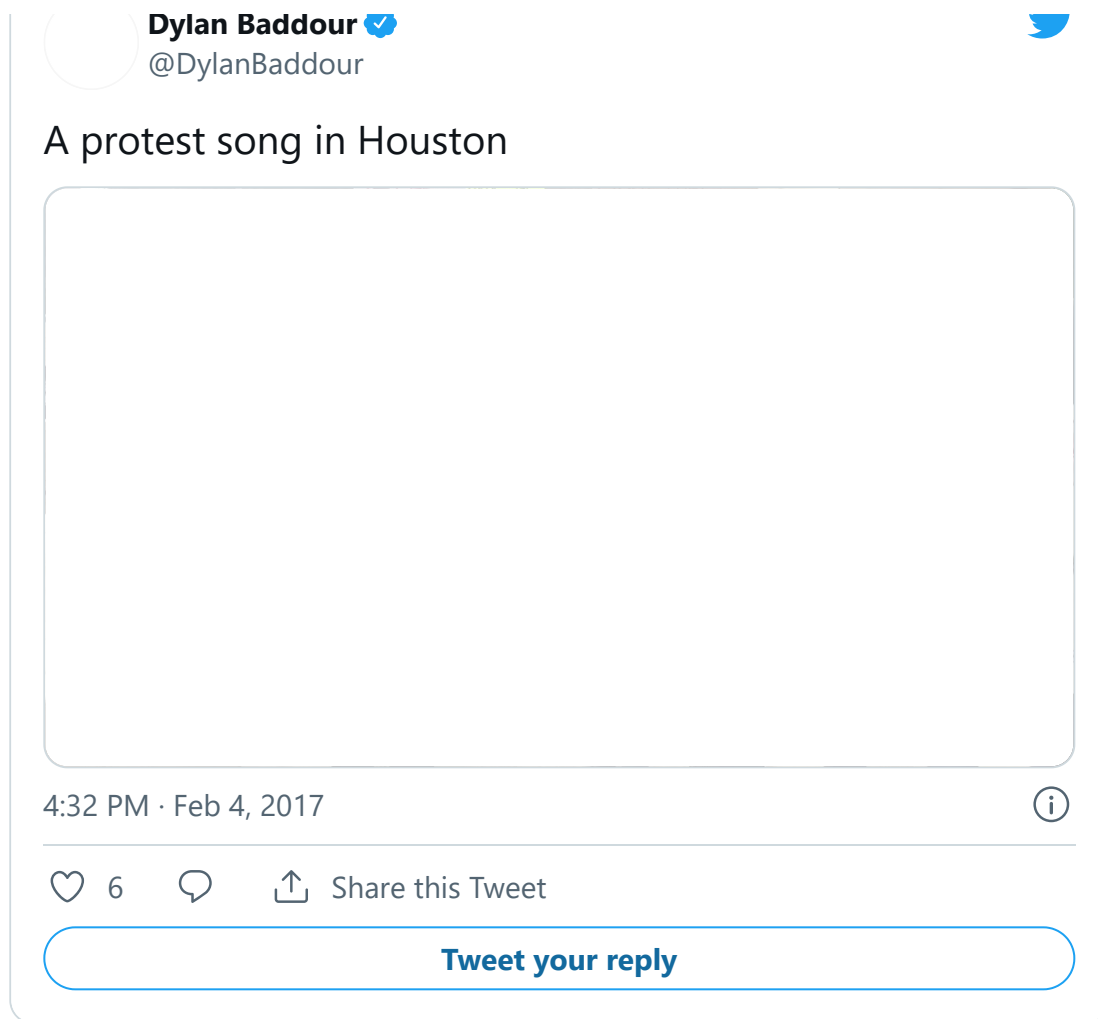 Dylan Baddour
@DylanBaddour
A protest song in Houston
4:32 PM · Feb 4, 2017
6 Share this Tweet
Tweet your reply